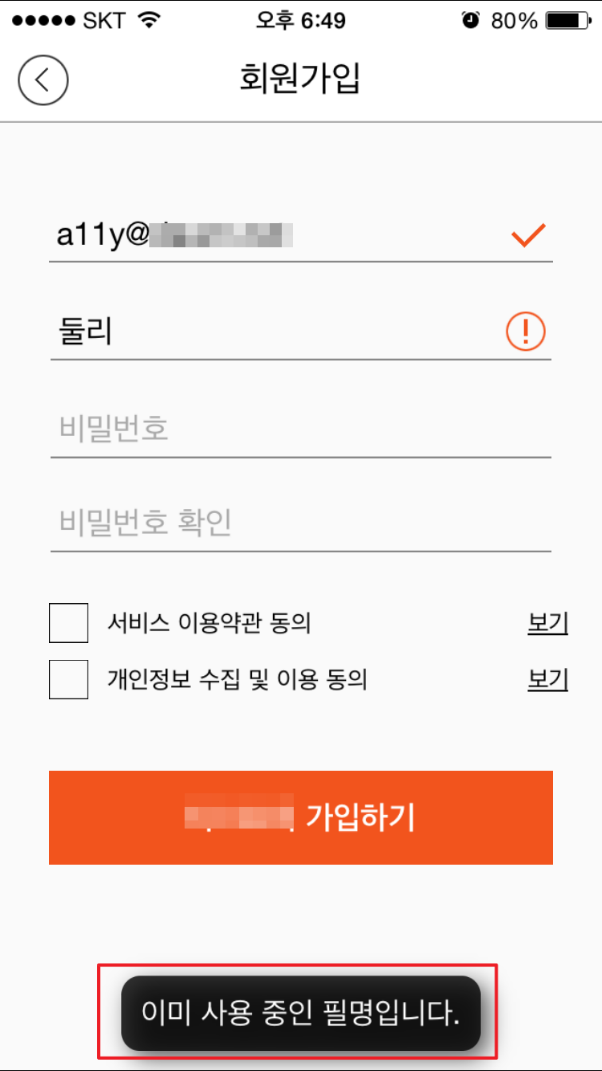 SKT 오후 6:49 80%
회원가입
a11y@
둘리
비밀번호
비밀번호 확인
서비스 이용약관 동의 보기
개인정보 수집 및 이용 동의 보기
가입하기
이미 사용 중인 필명입니다.